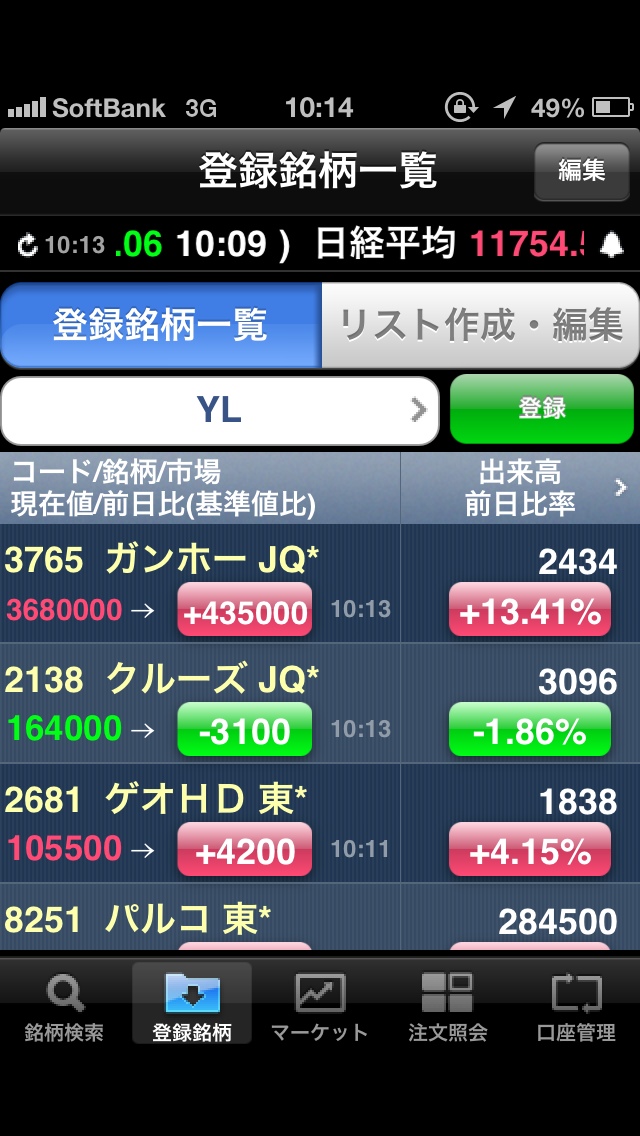 SoftBank 3G 10:14 49%
登録銘柄一覧 編集
10:13 .06 10:09 ) 日経平均 11754.
登録銘柄一覧 リスト作成・編集
YL 登録
コード/銘柄/市場 出来高
現在値/前日比(基準値比) 前日比率
3765 ガンホー JQ* 2434
3680000 → +435000 10:13 +13.41%
2138 クルーズ JQ* 3096
164000 → -3100 10:13 -1.86%
2681 ゲオHD 東* 1838
105500 → +4200 10:11 +4.15%
8251 パルコ 東* 284500
銘柄検索 登録銘柄 マーケット 注文照会 口座管理